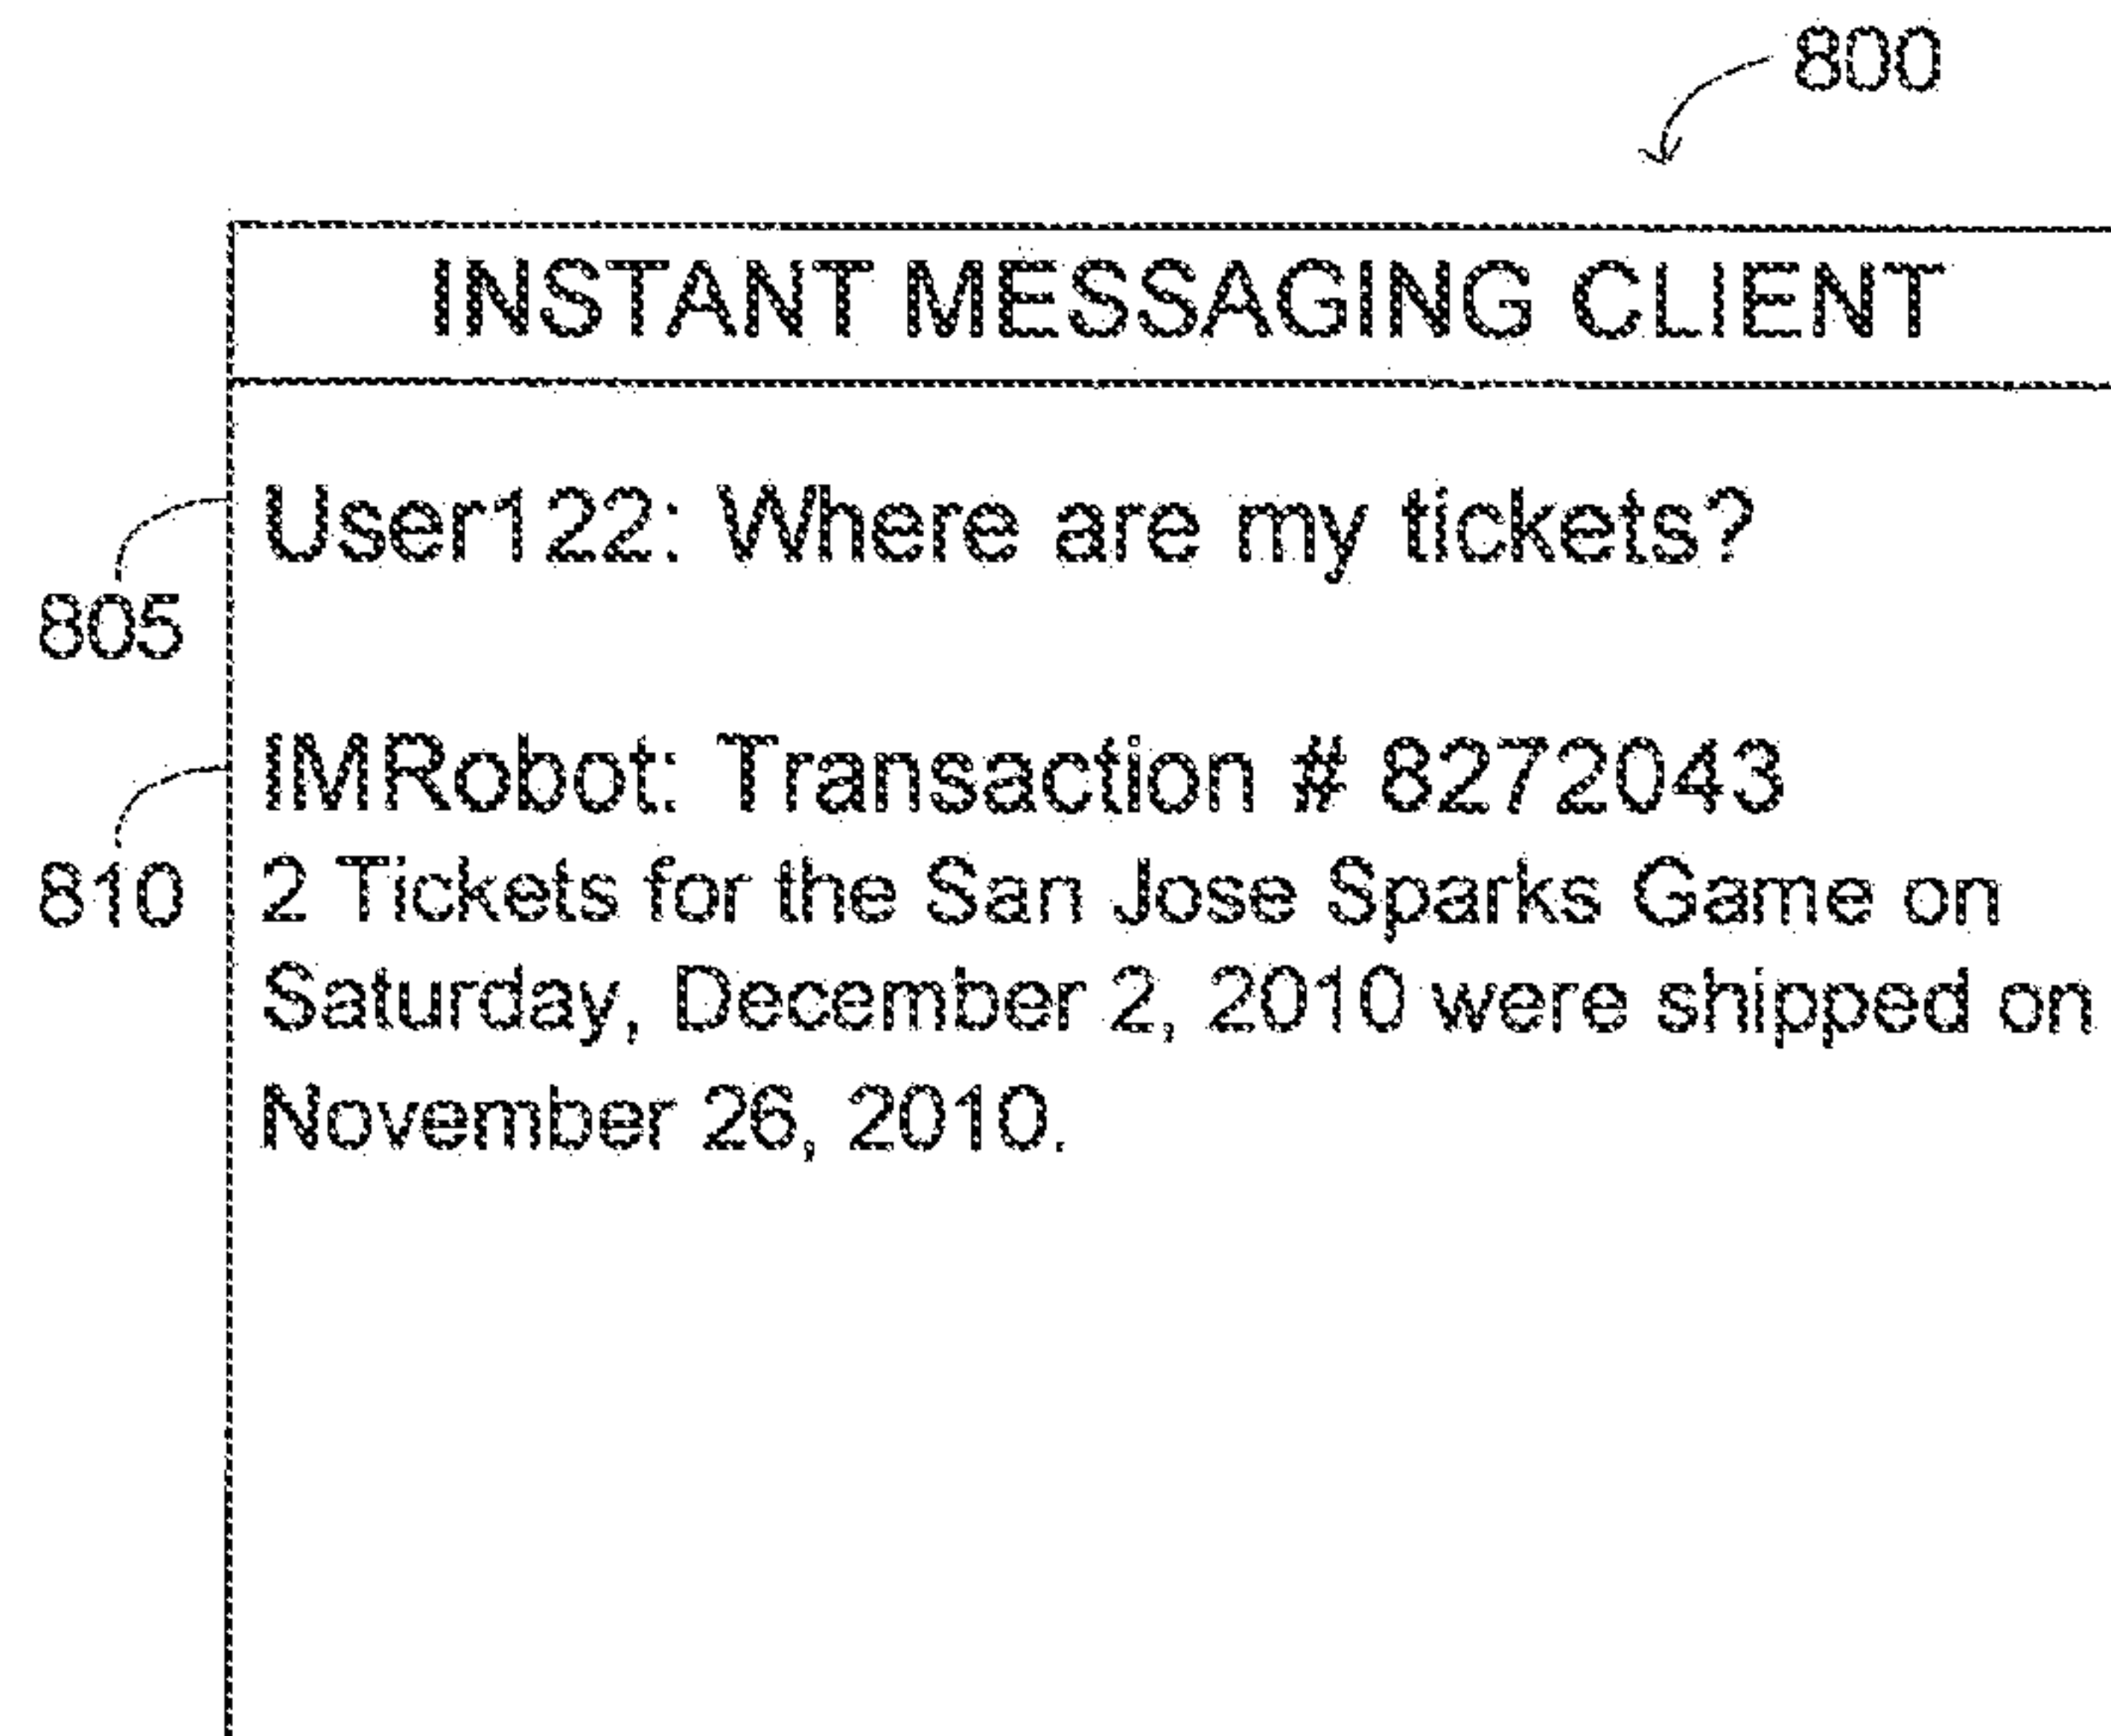 800
INSTANT MESSAGING CLIENT
User122: Where are my tickets?
805
IMRobot: Transaction # 8272043
810
2 Tickets for the San Jose Sparks Game on
Saturday, December 2, 2010 were shipped on
November 26, 2010.